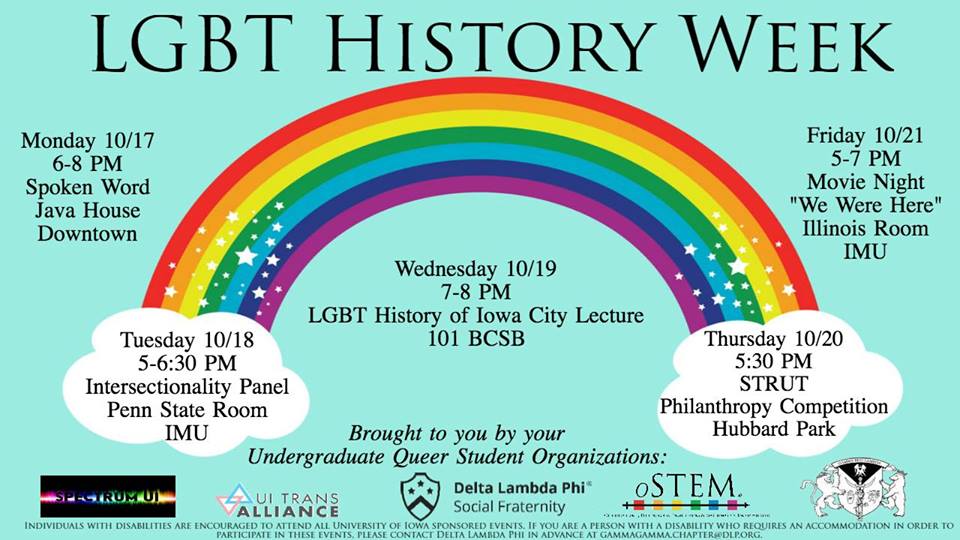 LGBT History Week
Monday 10/17
6-8 PM
Spoken Word
Java House
Downtown
Friday 10/21
5-7 PM
Movie Night
"We Were Here"
Illinois Room
IMU
Wednesday 10/19
7-8 PM
LGBT History of Iowa City Lecture
101 BCSB
Tuesday 10/18
5-6:30 PM
Intersectionality Panel
Penn State Room
IMU
Thursday 10/20
5:30 PM
STRUT
Philanthropy Competition
Hubbard Park
Brought to you by your
Undergraduate Queer Student Organizations:
SPECTRUM UI
UI TRANS
ALLIANCE
Delta Lambda Phi®
Social Fraternity
oSTEM
Individuals with disabilities are encouraged to attend all University of Iowa sponsored events. If you are a person with a disability who requires an accommodation in order to
participate in these events, please contact Delta Lambda Phi in advance at gammagamma.chapter@dlp.org.